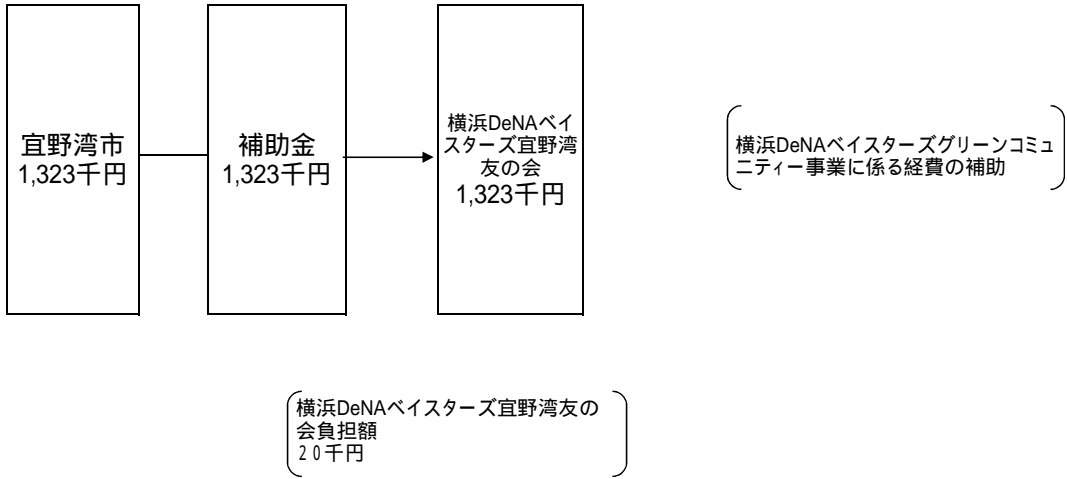 宜野湾市
1,323千円
補助金
1,323千円
横浜DeNAベイ
スターズ宜野湾
友の会
1,323千円
横浜DeNAベイスターズグリーンコミュ
ニティー事業に係る経費の補助
横浜DeNAベイスターズ宜野湾友の
会負担額
２０千円